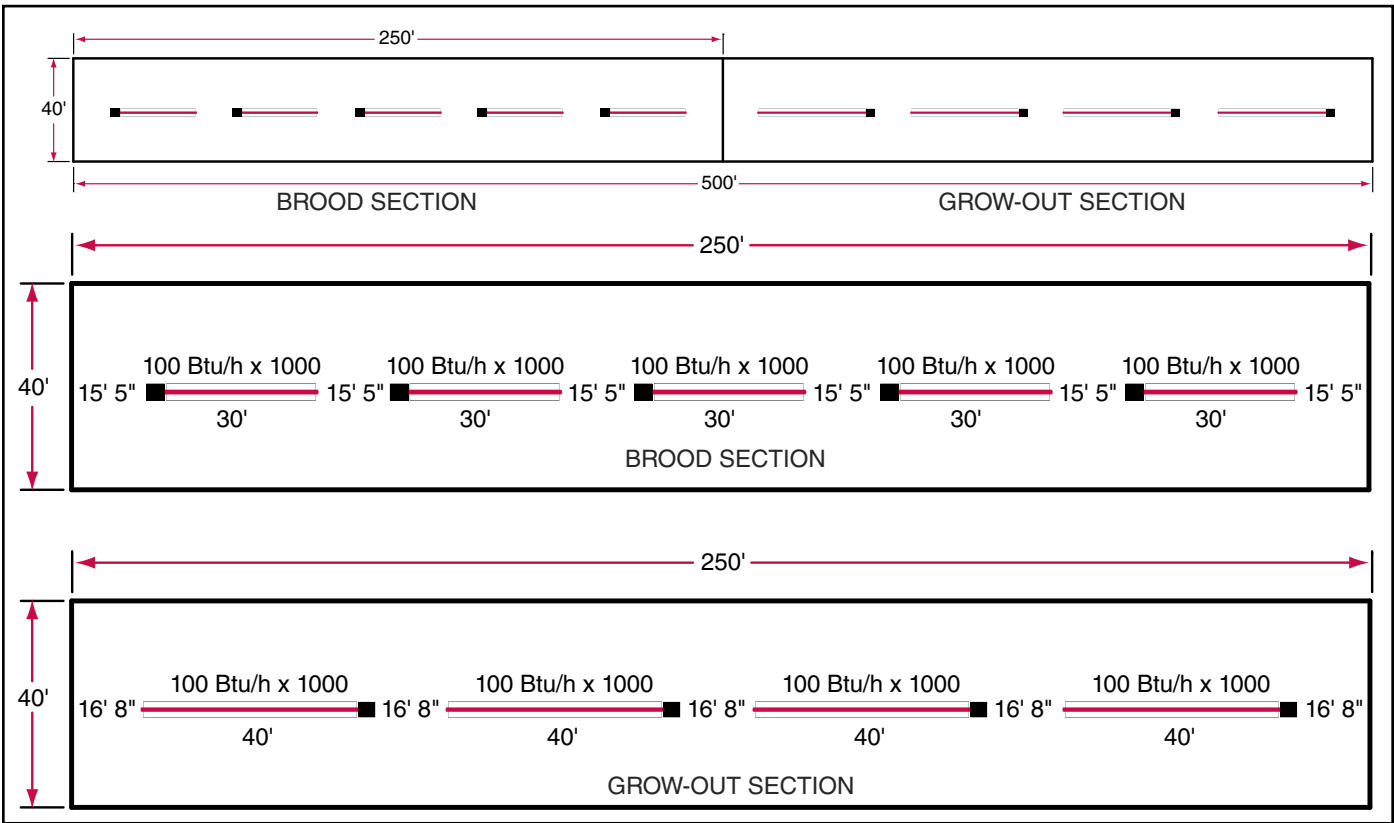 250'
40'
500'
BROOD SECTION GROW-OUT SECTION
250'
100 Btu/h x 1000 100 Btu/h x 1000 100 Btu/h x 1000 100 Btu/h x 1000 100 Btu/h x 1000
40' 15' 5" 15' 5" 15' 5" 15' 5" 15' 5" 15' 5"
30' 30' 30' 30' 30'
BROOD SECTION
250'
100 Btu/h x 1000 100 Btu/h x 1000 100 Btu/h x 1000 100 Btu/h x 1000
40' 16' 8" 16' 8" 16' 8" 16' 8" 16' 8"
40' 40' 40' 40'
GROW-OUT SECTION